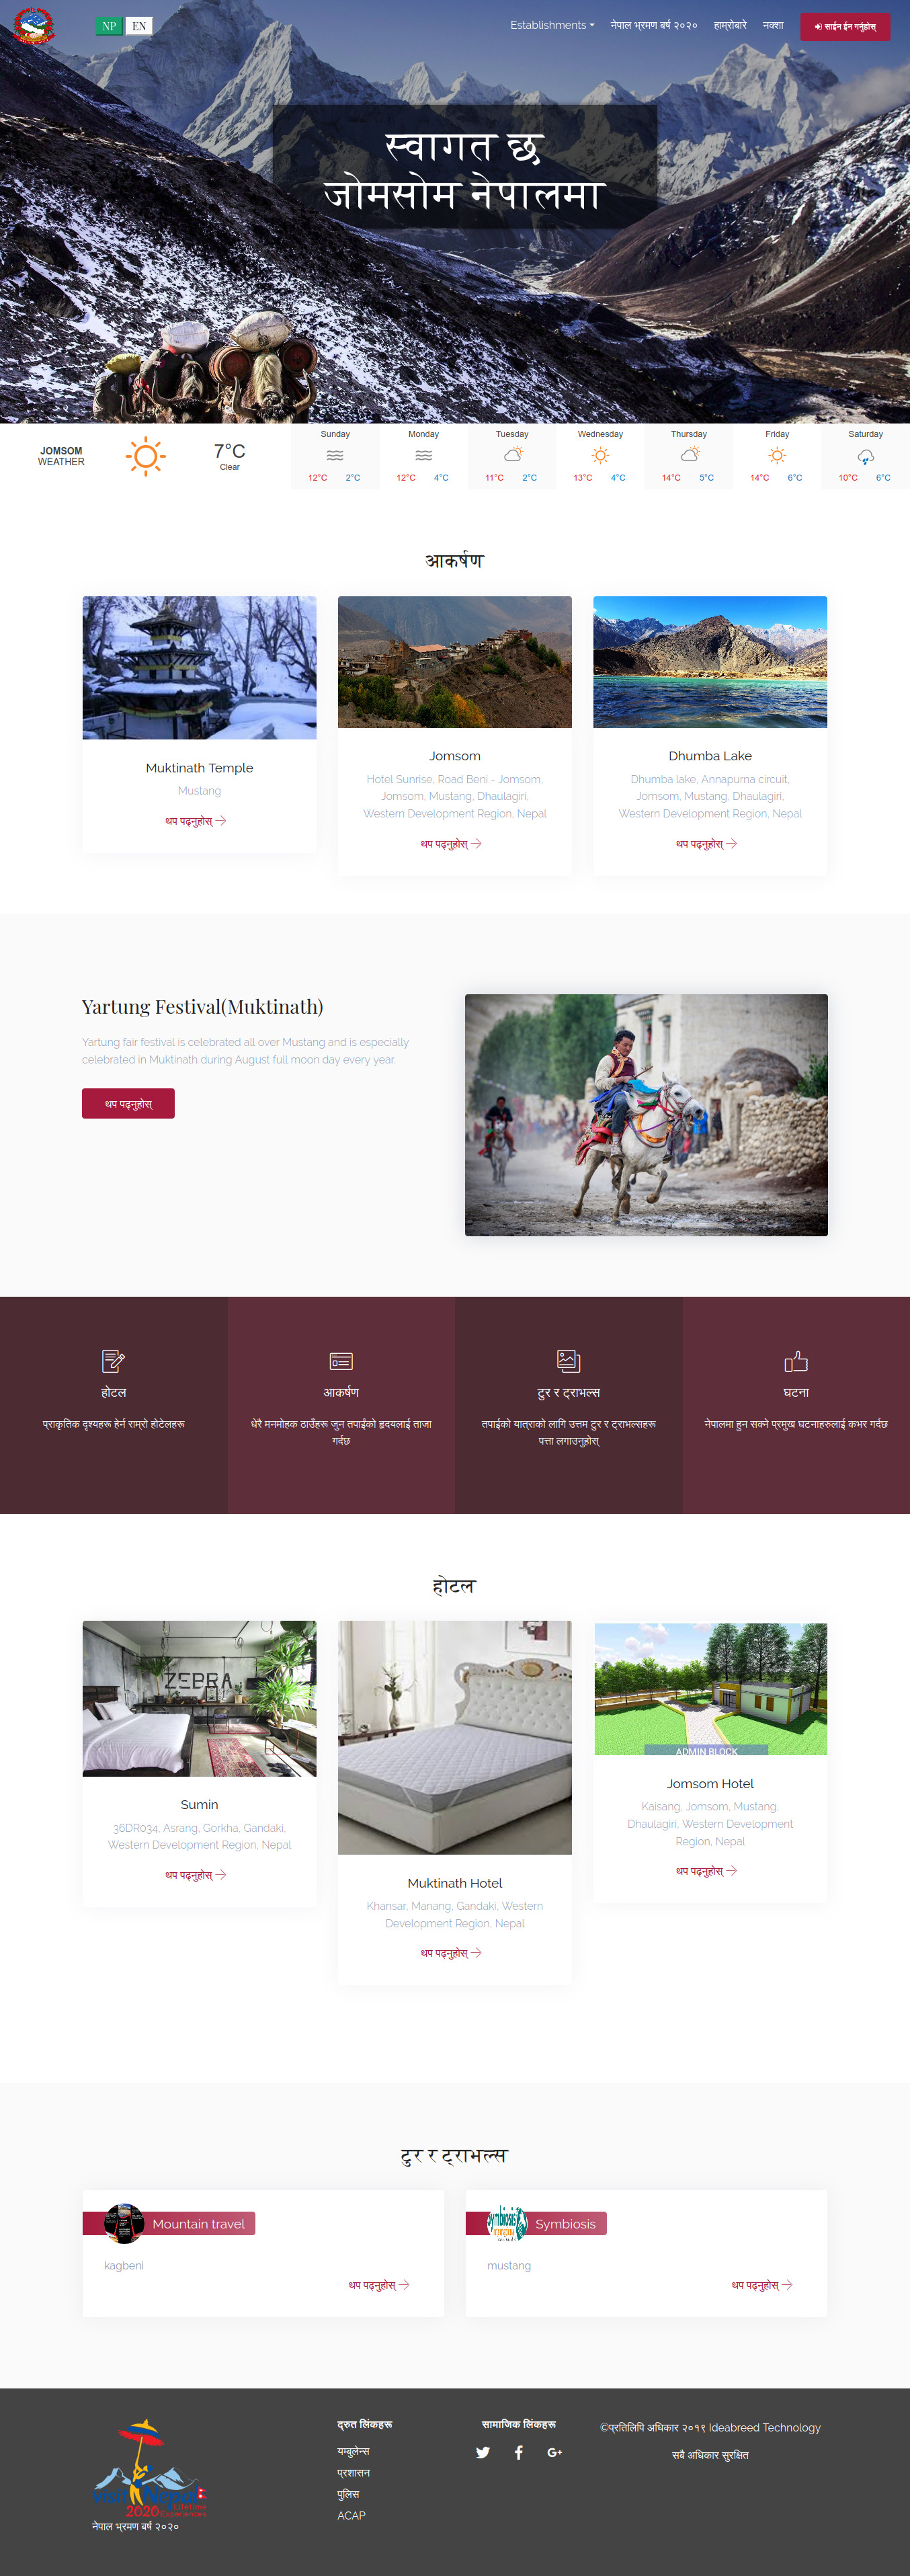 NP EN
Establishments
नेपाल भ्रमण बर्ष २०२०
हाम्रोबारे
नक्शा
साईन ईन गर्नुहोस्
स्वागत छ
जोमसोम नेपालमा
JOMSOM
WEATHER
7°C
Clear
Sunday
12°C 2°C
Monday
12°C 4°C
Tuesday
11°C 2°C
Wednesday
13°C 4°C
Thursday
14°C 5°C
Friday
14°C 6°C
Saturday
10°C 6°C
आकर्षण
Muktinath Temple
Mustang
थप पढ्नुहोस्
Jomsom
Hotel Sunrise, Road Beni - Jomsom,
Jomsom, Mustang, Dhaulagiri,
Western Development Region, Nepal
थप पढ्नुहोस्
Dhumba Lake
Dhumba lake, Annapurna circuit,
Jomsom, Mustang, Dhaulagiri,
Western Development Region, Nepal
थप पढ्नुहोस्
Yartung Festival(Muktinath)
Yartung fair festival is celebrated all over Mustang and is especially
celebrated in Muktinath during August full moon day every year.
थप पढ्नुहोस्
होटल
प्राकृतिक दृश्यहरू हेर्न राम्रो होटेलहरू
आकर्षण
धेरै मनमोहक ठाउँहरू जुन तपाईंको हृदयलाई ताजा
गर्दछ
टुर र ट्राभल्स
तपाईको यात्राको लागि उत्तम टुर र ट्राभल्सहरू
पत्ता लगाउनुहोस्
घटना
नेपालमा हुन सक्ने प्रमुख घटनाहरुलाई कभर गर्दछ
होटल
ZEBRA
Sumin
36DR034, Asrang, Gorkha, Gandaki,
Western Development Region, Nepal
थप पढ्नुहोस्
Muktinath Hotel
Khansar, Manang, Gandaki, Western
Development Region, Nepal
थप पढ्नुहोस्
ADMIN BLOCK
Jomsom Hotel
Kaisang, Jomsom, Mustang,
Dhaulagiri, Western Development
Region, Nepal
थप पढ्नुहोस्
टुर र ट्राभल्स
Mountain travel
kagbeni
थप पढ्नुहोस्
Symbiosis
Symbiosis
mustang
थप पढ्नुहोस्
visit Nepal
2020 Lifetime
Experiences
नेपाल भ्रमण बर्ष २०२०
द्रुत लिंकहरू
यम्बुलेन्स
प्रशासन
पुलिस
ACAP
सामाजिक लिंकहरू
©प्रतिलिपि अधिकार २०१९ Ideabreed Technology
सबै अधिकार सुरक्षित